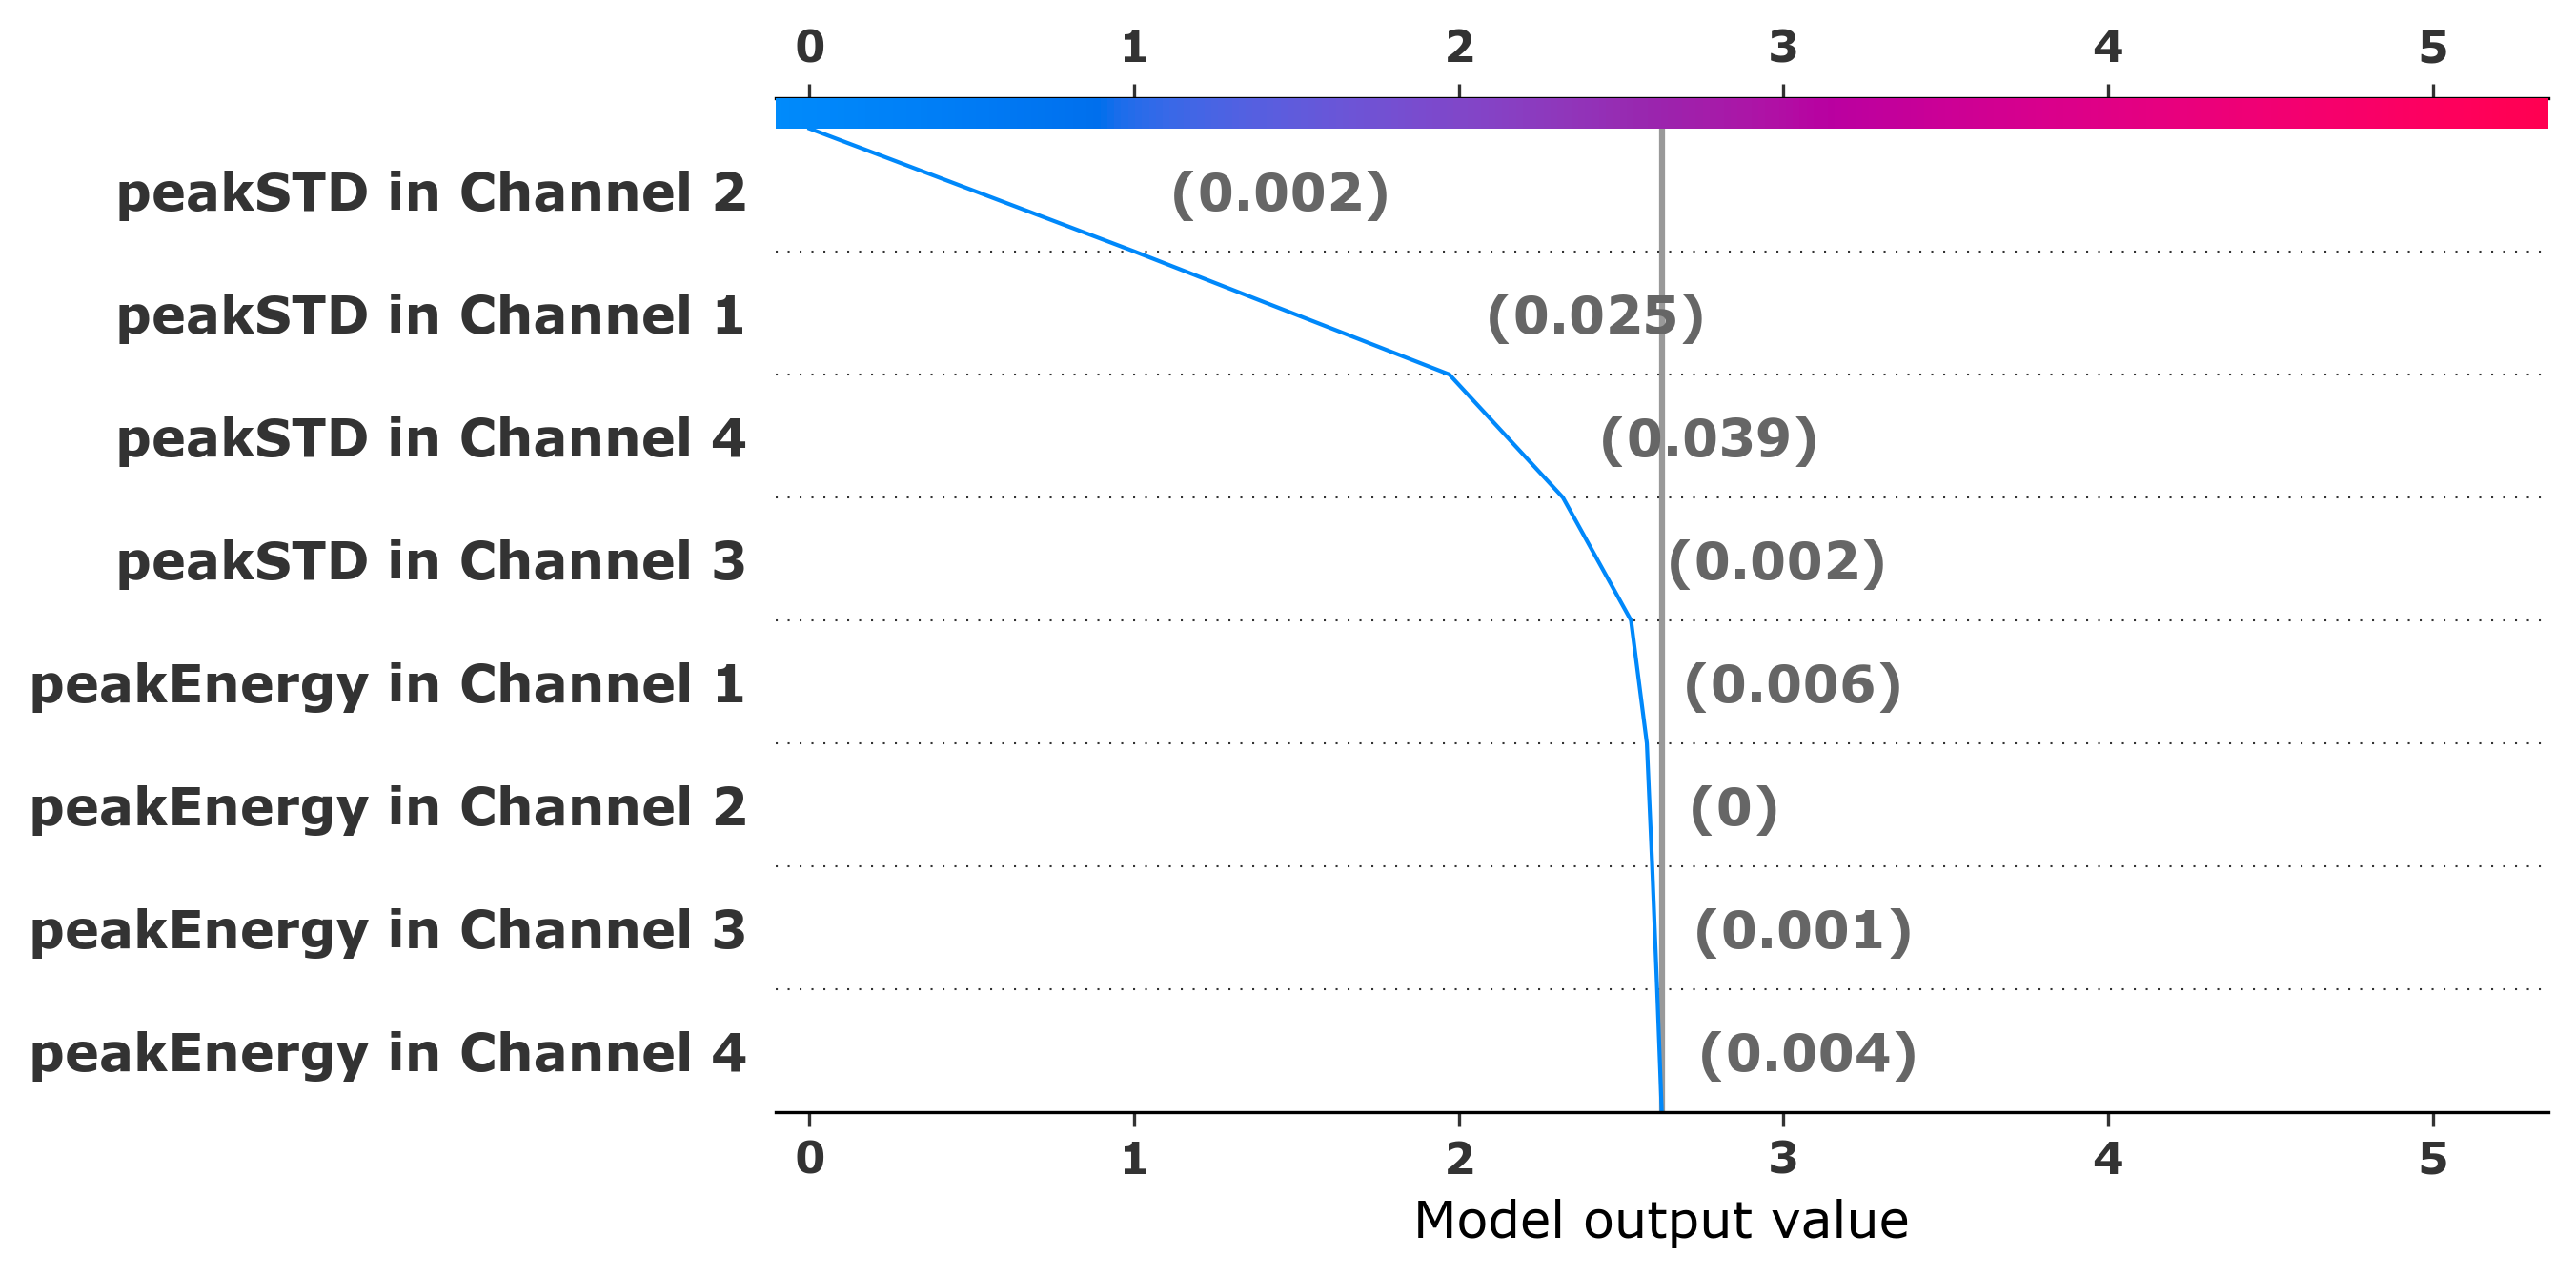 0 1 2 3 4 5
peakSTD in Channel 2 (0.002)
peakSTD in Channel 1 (0.025)
peakSTD in Channel 4 (0.039)
peakSTD in Channel 3 (0.002)
peakEnergy in Channel 1 (0.006)
peakEnergy in Channel 2 (0)
peakEnergy in Channel 3 (0.001)
peakEnergy in Channel 4 (0.004)
0 1 2 3 4 5
Model output value